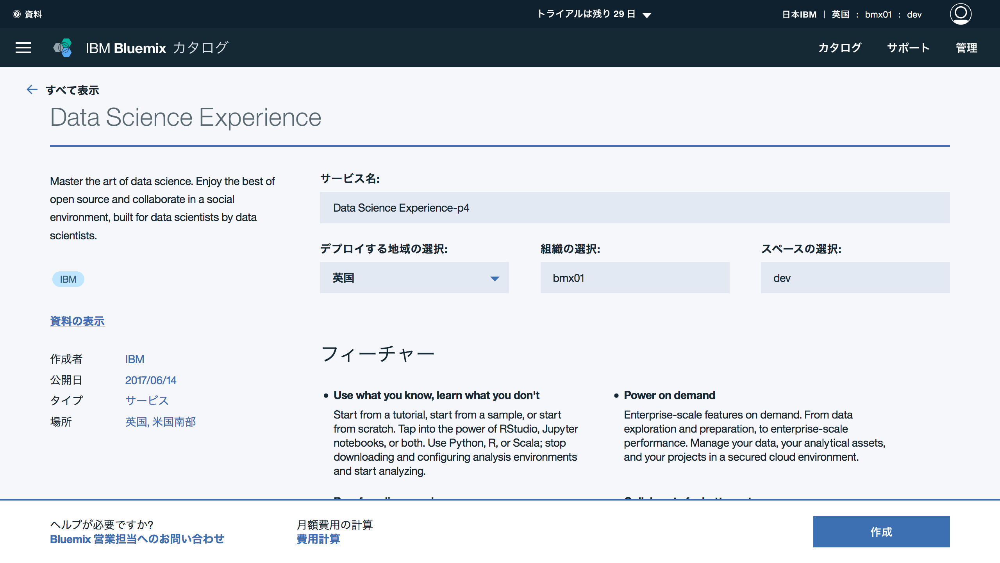 資料
トライアルは残り 29 日
日本IBM | 英国 : bmx01 : dev
IBM Bluemix カタログ
カタログ サポート 管理
すべて表示
Data Science Experience
Master the art of data science. Enjoy the best of
open source and collaborate in a social
environment, built for data scientists by data
scientists.
IBM
資料の表示
作成者 IBM
公開日 2017/06/14
タイプ サービス
場所 英国, 米国南部
サービス名:
Data Science Experience-p4
デプロイする地域の選択: 組織の選択: スペースの選択:
英国 bmx01 dev
フィーチャー
• Use what you know, learn what you don't
Start from a tutorial, start from a sample, or start
from scratch. Tap into the power of RStudio, Jupyter
notebooks, or both. Use Python, R, or Scala; stop
downloading and configuring analysis environments
and start analyzing.
• Power on demand
Enterprise-scale features on demand. From data
exploration and preparation, to enterprise-scale
performance. Manage your data, your analytical assets,
and your projects in a secured cloud environment.
ヘルプが必要ですか?
Bluemix 営業担当へのお問い合わせ
月額費用の計算
費用計算
作成